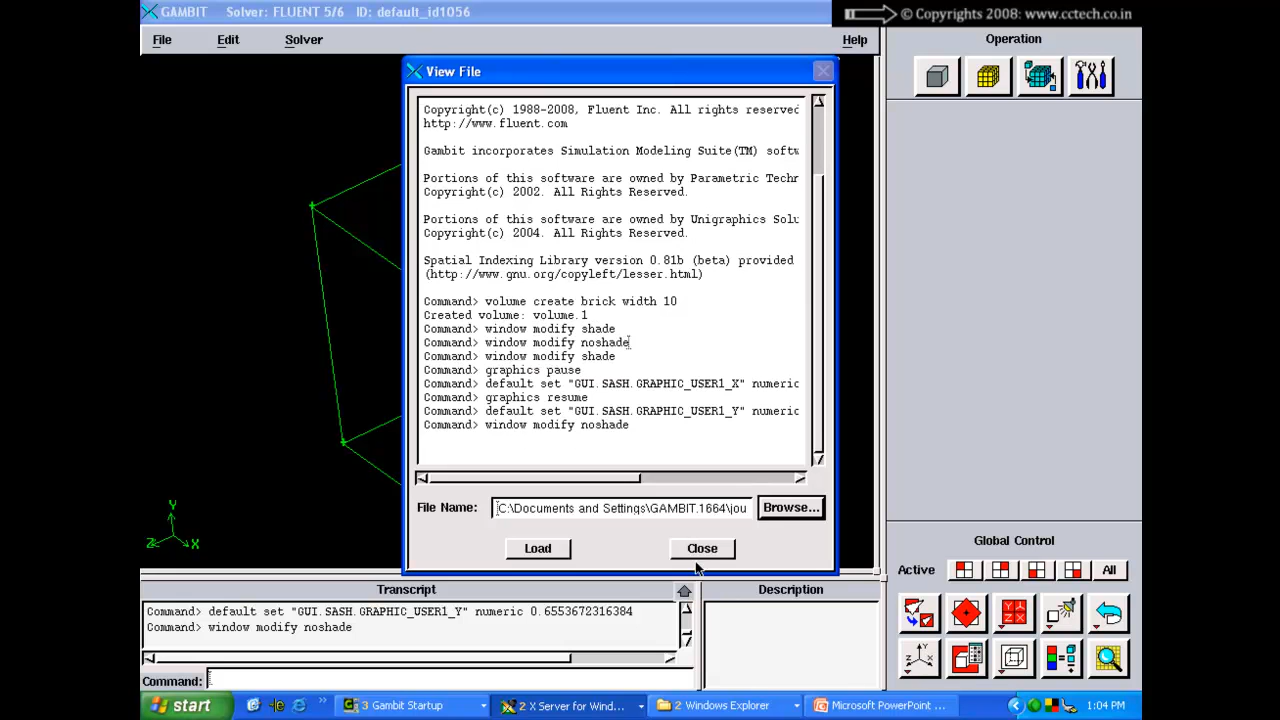 GAMBIT Solver: FLUENT 5/6 ID: default_id1056
© Copyrights 2008: www.cctech.co.in
File Edit Solver Help
Operation
View File
Copyright(c) 1988-2008, Fluent Inc. All rights reserved
http://www.fluent.com
Gambit incorporates Simulation Modeling Suite(TM) softw
Portions of this software are owned by Parametric Techn
Copyright(c) 2002. All Rights Reserved.
Portions of this software are owned by Unigraphics Solu
Copyright(c) 2004. All Rights Reserved.
Spatial Indexing Library version 0.81b (beta) provided
(http://www.gnu.org/copyleft/lesser.html)
Command> volume create brick width 10
Created volume: volume.1
Command> window modify shade
Command> window modify noshade
Command> window modify shade
Command> graphics pause
Command> default set "GUI.SASH.GRAPHIC_USER1_X" numeric
Command> graphics resume
Command> default set "GUI.SASH.GRAPHIC_USER1_Y" numeric
Command> window modify noshade
File Name: C:\Documents and Settings\GAMBIT.1664\jou Browse...
Load Close
Y
Z X
Global Control
Active All
Transcript
Description
Command> default set "GUI.SASH.GRAPHIC_USER1_Y" numeric 0.6553672316384
Command> window modify noshade
Command:
start 3 Gambit Startup 2 X Server for Wind... 2 Windows Explorer Microsoft PowerPoint ... 1:04 PM